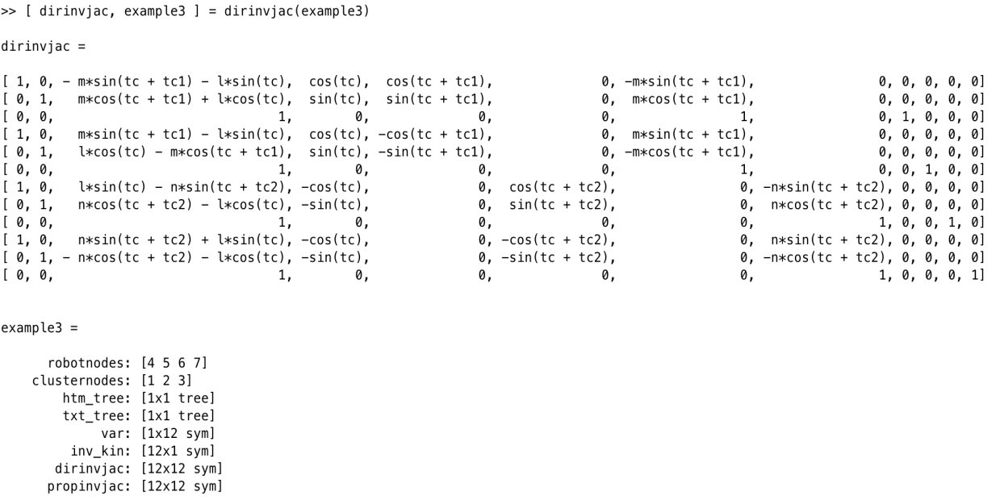 >> [ dirinvjac, example3 ] = dirinvjac(example3)
dirinvjac =
[ 1, 0, - m*sin(tc + tc1) - l*sin(tc),  cos(tc),  cos(tc + tc1),              0, -m*sin(tc + tc1),                0, 0, 0, 0, 0]
[ 0, 1,   m*cos(tc + tc1) + l*cos(tc),  sin(tc),  sin(tc + tc1),              0,  m*cos(tc + tc1),                0, 0, 0, 0, 0]
[ 0, 0,                             1,        0,              0,              0,                1,                0, 1, 0, 0, 0]
[ 1, 0,   m*sin(tc + tc1) - l*sin(tc),  cos(tc), -cos(tc + tc1),              0,  m*sin(tc + tc1),                0, 0, 0, 0, 0]
[ 0, 1,   l*cos(tc) - m*cos(tc + tc1),  sin(tc), -sin(tc + tc1),              0, -m*cos(tc + tc1),                0, 0, 0, 0, 0]
[ 0, 0,                             1,        0,              0,              0,                1,                0, 0, 1, 0, 0]
[ 1, 0,   l*sin(tc) - n*sin(tc + tc2), -cos(tc),              0,  cos(tc + tc2),                0, -n*sin(tc + tc2), 0, 0, 0, 0]
[ 0, 1,   n*cos(tc + tc2) - l*cos(tc), -sin(tc),              0,  sin(tc + tc2),                0,  n*cos(tc + tc2), 0, 0, 0, 0]
[ 0, 0,                             1,        0,              0,              0,                0,                1, 0, 0, 1, 0]
[ 1, 0,   n*sin(tc + tc2) + l*sin(tc), -cos(tc),              0, -cos(tc + tc2),                0,  n*sin(tc + tc2), 0, 0, 0, 0]
[ 0, 1, - n*cos(tc + tc2) - l*cos(tc), -sin(tc),              0, -sin(tc + tc2),                0, -n*cos(tc + tc2), 0, 0, 0, 0]
[ 0, 0,                             1,        0,              0,              0,                0,                1, 0, 0, 0, 1]
example3 =
robotnodes: [4 5 6 7]
clusternodes: [1 2 3]
htm_tree: [1x1 tree]
txt_tree: [1x1 tree]
var: [1x12 sym]
inv_kin: [12x1 sym]
dirinvjac: [12x12 sym]
propinvjac: [12x12 sym]